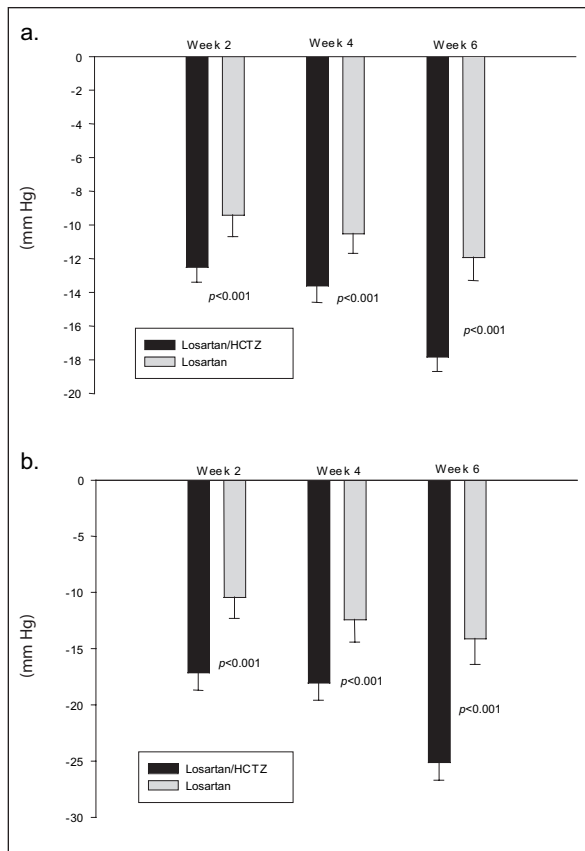 a.
Week 2 Week 4 Week 6
0
-2
-4
-6
-8
-10
-12
-14
-16
-18
-20
(mm Hg)
p<0.001 p<0.001 p<0.001
Losartan/HCTZ
Losartan
b.
Week 2 Week 4 Week 6
0
-5
-10
-15
-20
-25
-30
(mm Hg)
p<0.001 p<0.001 p<0.001
Losartan/HCTZ
Losartan